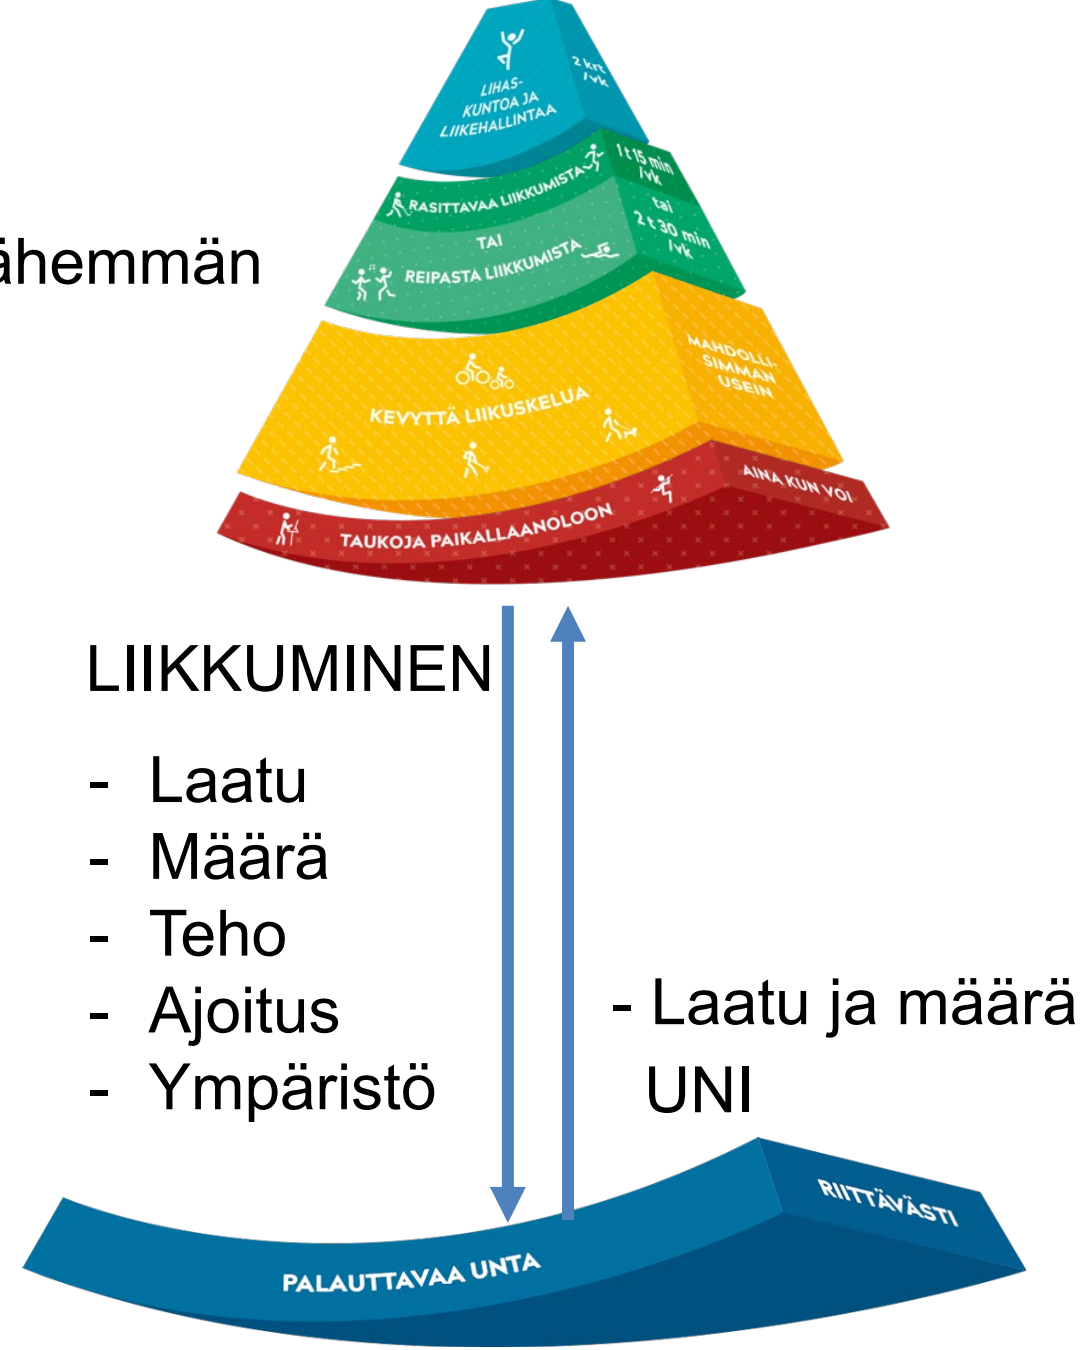 LIHAS-
KUNTOA JA
LIIKEHALLINTAA
2 krt
/vk
RASITTAVAA LIIKKUMISTA
1 t 15 min
/vk
TAI
tai
REIPASTA LIIKKUMISTA
2 t 30 min
/vk
ähemmän
KEVYTTÄ LIIKUSKELUA
MAHDOLLI-
SIMMAN
USEIN
TAUKOJA PAIKALLAANOLOON
AINA KUN VOI
LIIKKUMINEN
- Laatu
- Määrä
- Teho
- Ajoitus
- Ympäristö
- Laatu ja määrä
UNI
PALAUTTAVAA UNTA
RIITTÄVÄSTI